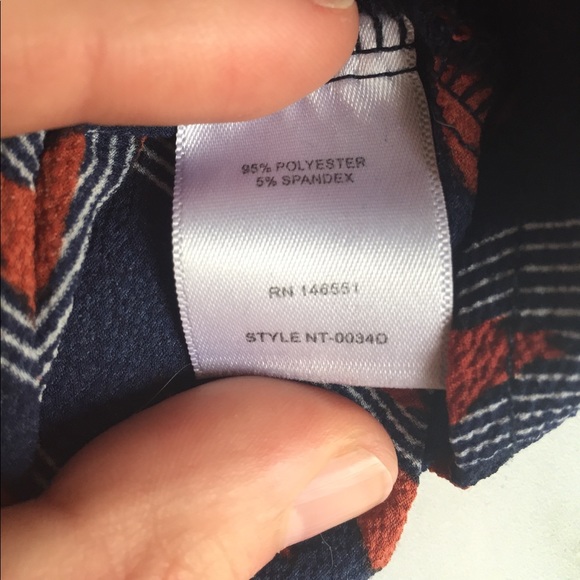 95% POLYESTER
5% SPANDEX
RN 146551
STYLE NT-0034D